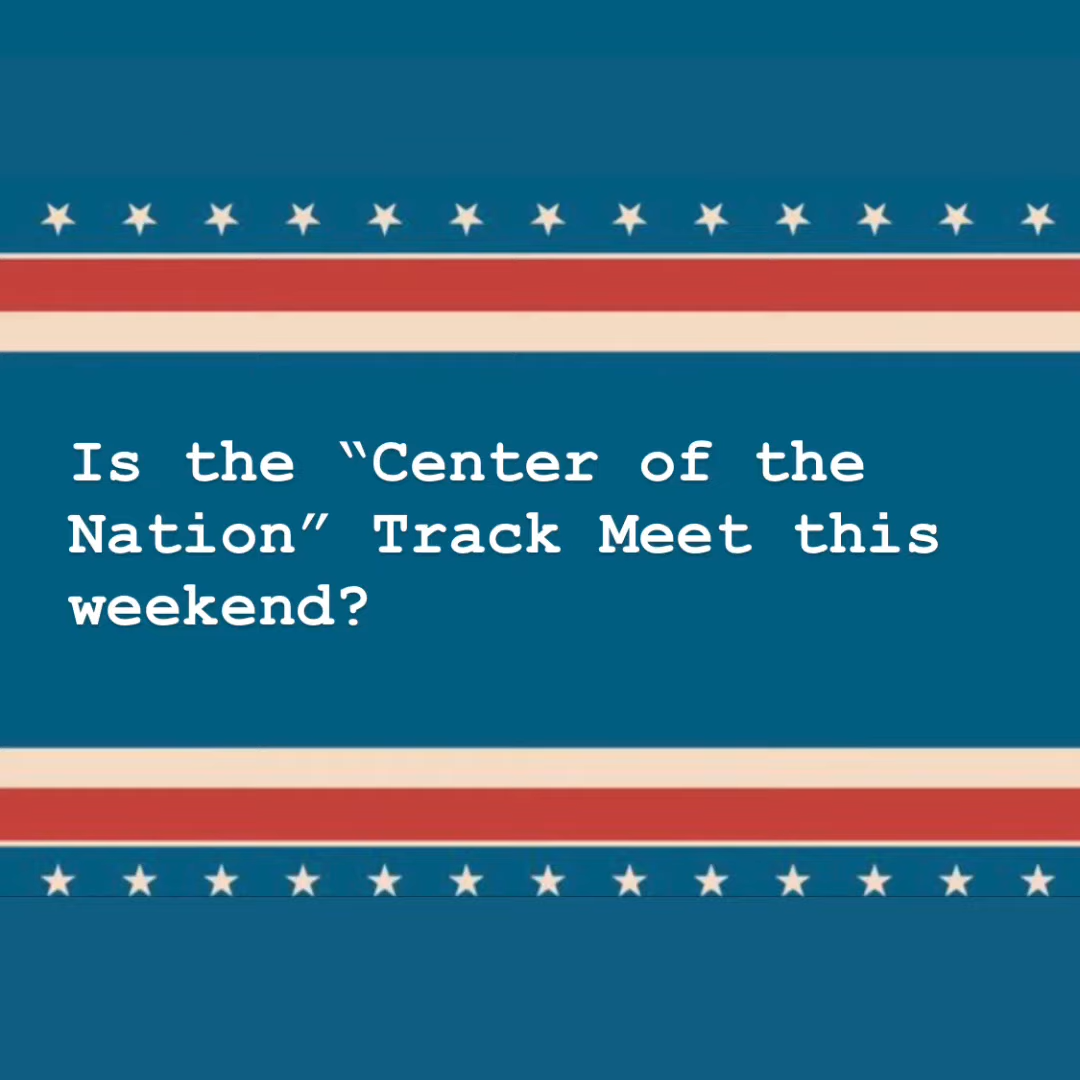 Is the “Center of the
Nation” Track Meet this
weekend?